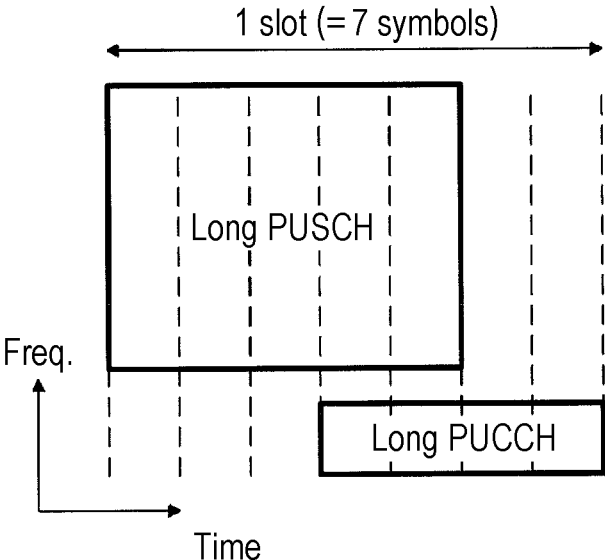 1 slot (= 7 symbols)
Long PUSCH
Freq.
Long PUCCH
Time